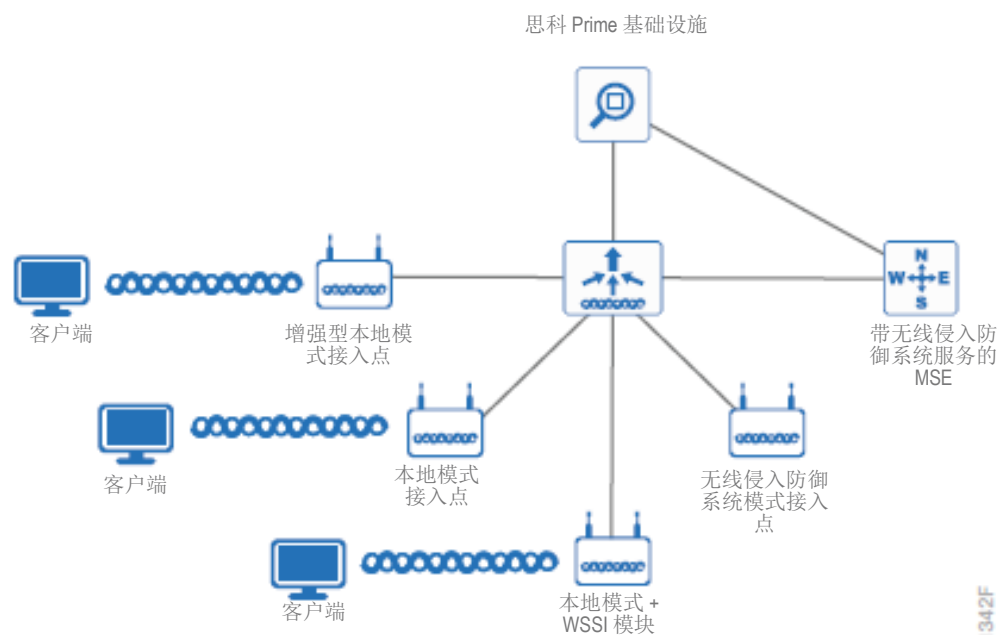 思科 Prime 基础设施
N
W E
S
客户端
增强型本地模
式接入点
带无线侵入防
御系统服务的
MSE
客户端
本地模式
接入点
无线侵入防御
系统模式接入
点
客户端
本地模式 +
WSSI 模块
342F